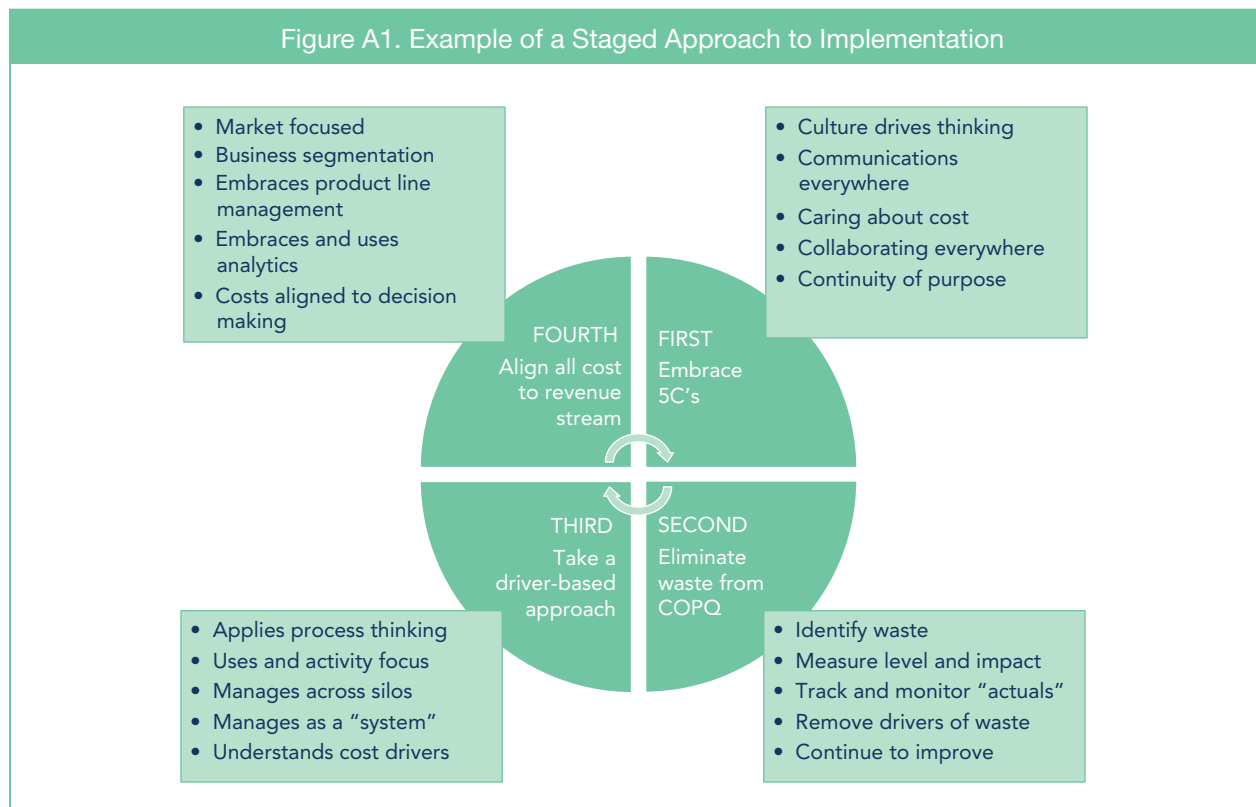 Figure A1. Example of a Staged Approach to Implementation
• Market focused
• Business segmentation
• Embraces product line
management
• Embraces and uses
analytics
• Costs aligned to decision
making
• Culture drives thinking
• Communications
everywhere
• Caring about cost
• Collaborating everywhere
• Continuity of purpose
FOURTH
Align all cost
to revenue
stream
FIRST
Embrace
5C’s
THIRD
Take a
driver-based
approach
SECOND
Eliminate
waste from
COPQ
• Applies process thinking
• Uses and activity focus
• Manages across silos
• Manages as a “system”
• Understands cost drivers
• Identify waste
• Measure level and impact
• Track and monitor “actuals”
• Remove drivers of waste
• Continue to improve